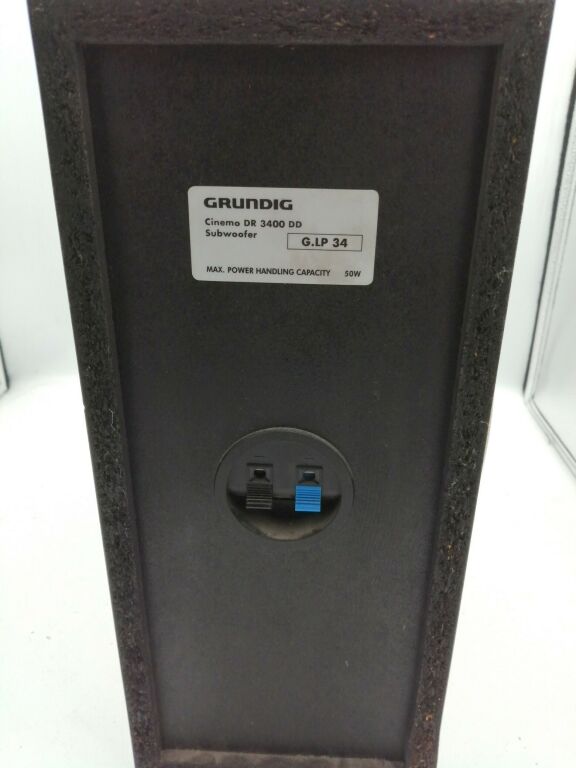 GRUNDIG
Cinemo DR 3400 DD
Subwoofer G.LP 34
MAX. POWER HANDLING CAPACITY 50W